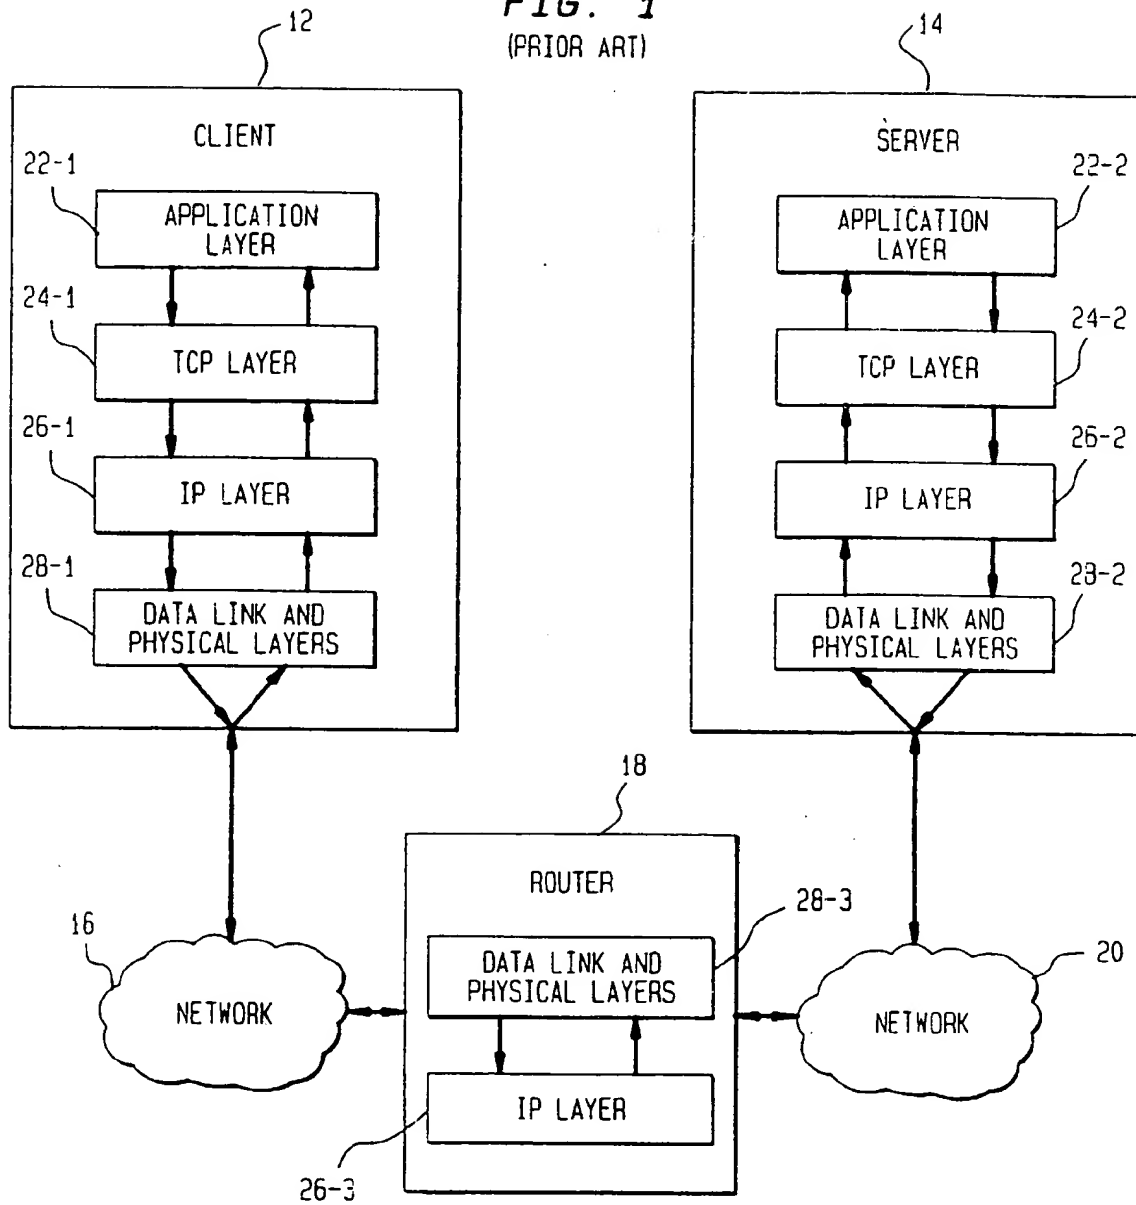 FIG. 1
(PRIOR ART)
12
14
CLIENT
22-1
APPLICATION
LAYER
24-1
TCP LAYER
26-1
IP LAYER
28-1
DATA LINK AND
PHYSICAL LAYERS
SERVER
22-2
APPLICATION
LAYER
24-2
TCP LAYER
26-2
IP LAYER
28-2
DATA LINK AND
PHYSICAL LAYERS
18
ROUTER
28-3
DATA LINK AND
PHYSICAL LAYERS
IP LAYER
26-3
16
NETWORK
20
NETWORK